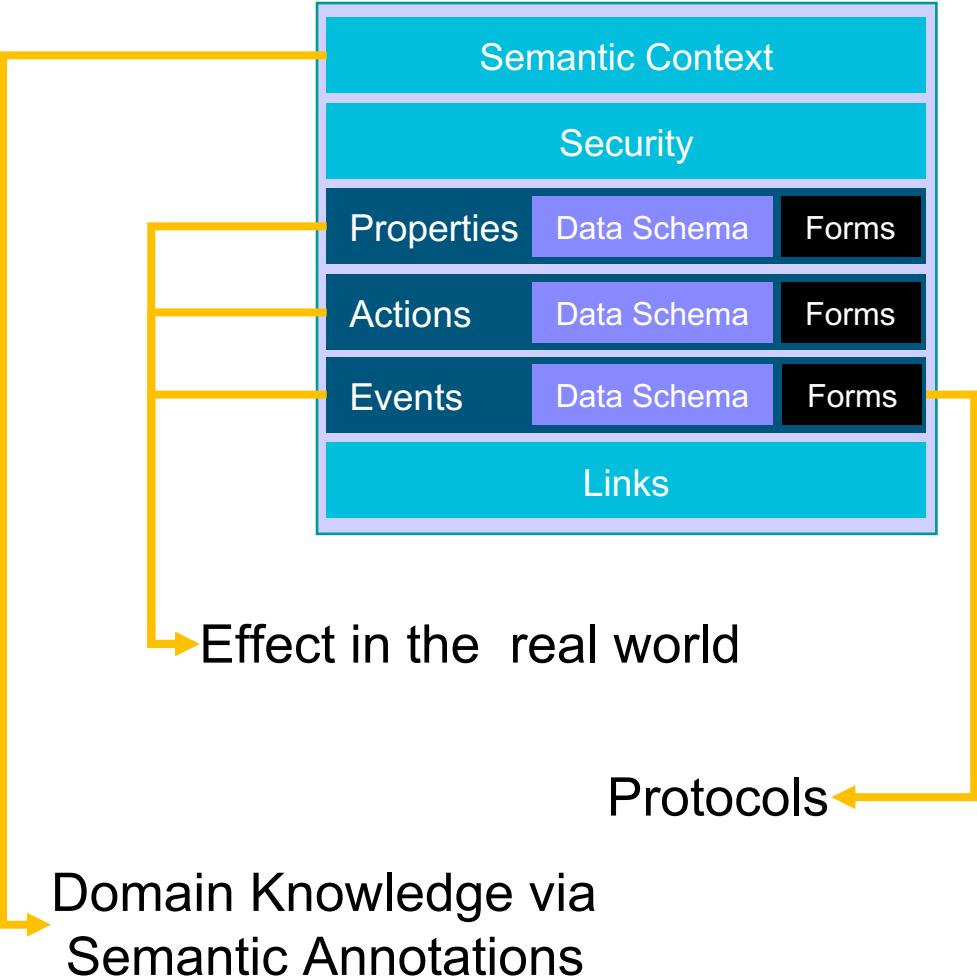 Semantic Context
Security
Properties Data Schema Forms
Actions Data Schema Forms
Events Data Schema Forms
Links
Effect in the  real world
Protocols
Domain Knowledge via
Semantic Annotations